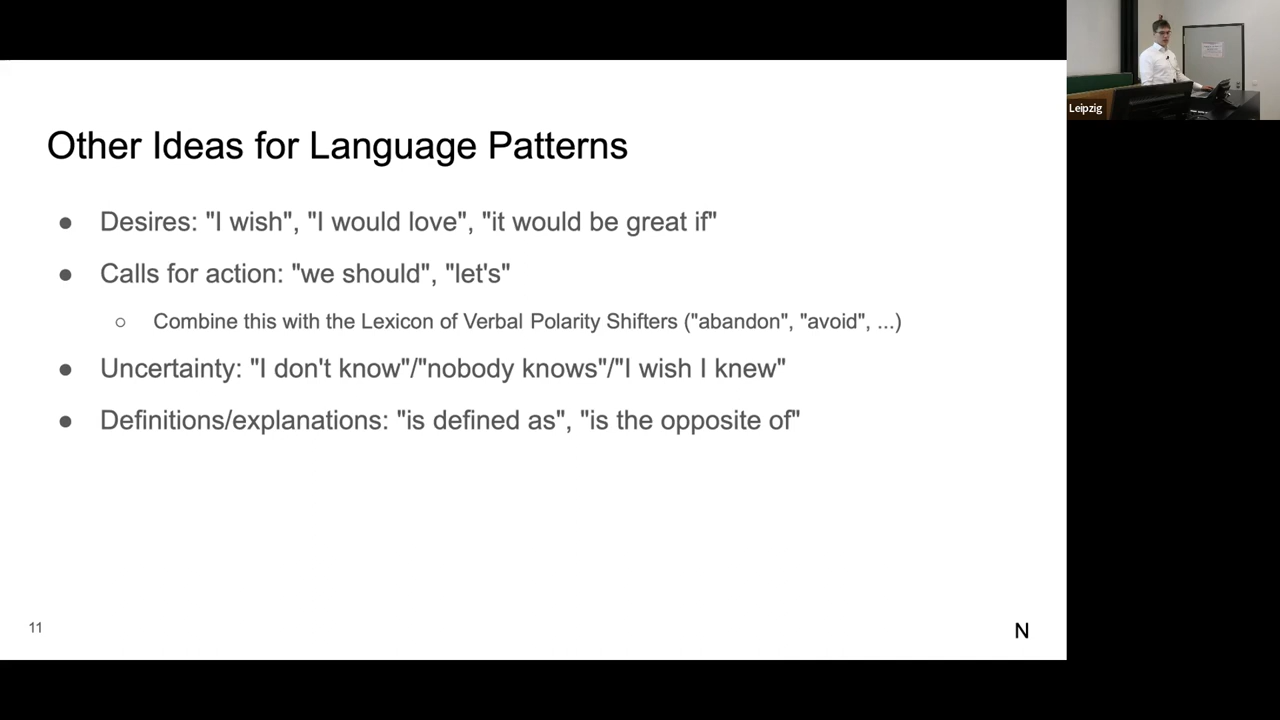 Other Ideas for Language Patterns
● Desires: "I wish", "I would love", "it would be great if"
● Calls for action: "we should", "let's"
○ Combine this with the Lexicon of Verbal Polarity Shifters ("abandon", "avoid", ...)
● Uncertainty: "I don't know"/"nobody knows"/"I wish I knew"
● Definitions/explanations: "is defined as", "is the opposite of"
11
N
Leipzig